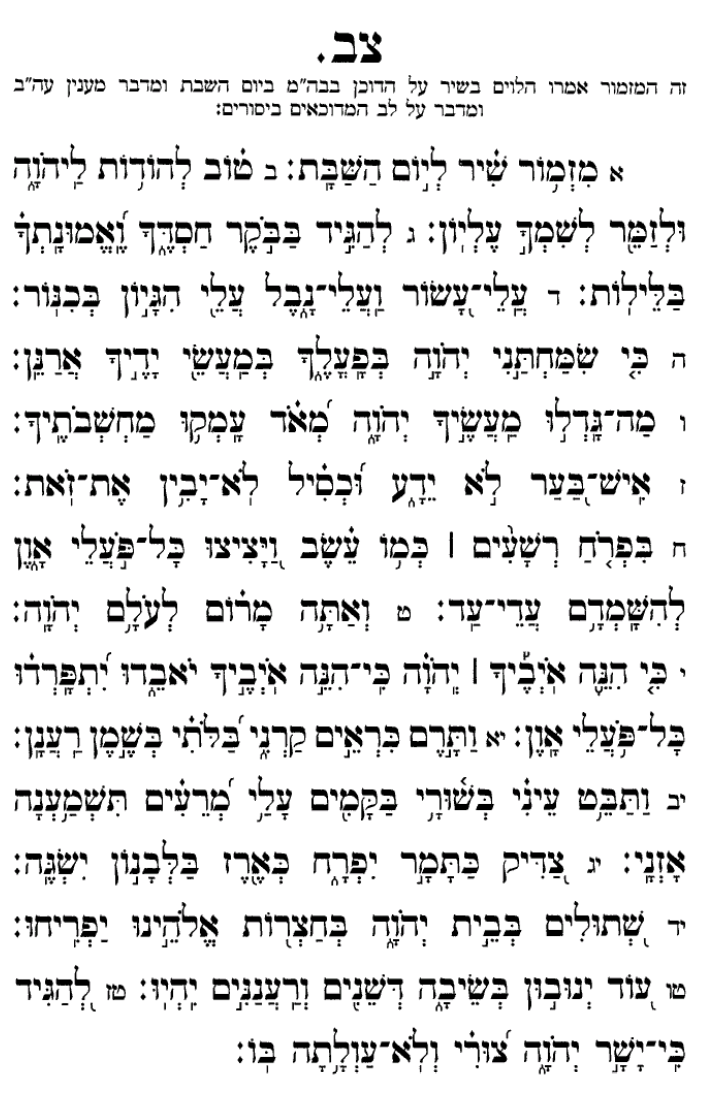 צב.
זה המזמור אמרו הלוים בשיר על הדוכן בבה"מ ביום השבת ומדבר מענין עה"ב
ומדבר על לב המדוכאים ביסורים:
א מִזְמ֥וֹר שִׁ֗יר לְי֣וֹם הַשַּׁבָּֽת׃ ב ט֗וֹב לְהֹד֥וֹת לַֽיהֹוָ֑ה
וּלְזַמֵּ֖ר לְשִׁמְךָ֣ עֶלְיֽוֹן׃ ג לְהַגִּ֣יד בַּבֹּ֣קֶר חַסְדֶּ֑ךָ וֶ֝אֱמ֥וּנָתְךָ֗
בַּלֵּילֽוֹת׃ ד עֲֽלֵי־עָ֭שׂוֹר וַעֲלֵי־נָ֑בֶל עֲלֵ֖י הִגָּי֣וֹן בְּכִנּֽוֹר׃
ה כִּ֤י שִׂמַּחְתַּ֣נִי יְהֹוָ֣ה בְּפׇעֳלֶ֑ךָ בְּֽמַעֲשֵׂ֖י יָדֶ֣יךָ אֲרַנֵּֽן׃
ו מַה־גָּדְל֣וּ מַעֲשֶׂ֣יךָ יְהֹוָ֑ה מְ֝אֹ֗ד עָמְק֥וּ מַחְשְׁבֹתֶֽיךָ׃
ז אִֽישׁ־בַּ֭עַר לֹ֣א יֵדָ֑ע וּ֝כְסִ֗יל לֹא־יָבִ֥ין אֶת־זֹֽאת׃
ח בִּפְרֹ֤חַ רְשָׁעִ֨ים ׀ כְּמ֥וֹ עֵ֗שֶׂב וַ֭יָּצִיצוּ כׇּל־פֹּ֣עֲלֵי אָ֑וֶן
לְהִשָּׁמְדָ֥ם עֲדֵי־עַֽד׃ ט וְאַתָּ֥ה מָר֗וֹם לְעֹלָ֥ם יְהֹוָֽה׃
י כִּ֤י הִנֵּ֪ה אֹיְבֶ֡יךָ ׀ יְֽהֹוָ֗ה כִּֽי־הִנֵּ֣ה אֹיְבֶ֣יךָ יֹאבֵ֑דוּ יִ֝תְפָּרְד֗וּ
כׇּל־פֹּ֥עֲלֵי אָֽוֶן׃ יא וַתָּ֣רֶם כִּרְאֵ֣ים קַרְנִ֑י בַּ֝לֹּתִ֗י בְּשֶׁ֣מֶן רַעֲנָֽן׃
יב וַתַּבֵּ֥ט עֵינִ֗י בְּשׁ֫וּרָ֥י בַּקָּמִ֖ים עָלַ֥י מְרֵעִ֗ים תִּשְׁמַ֥עְנָה
אׇזְנָֽי׃ יג צַ֭דִּיק כַּתָּמָ֣ר יִפְרָ֑ח כְּאֶ֖רֶז בַּלְּבָנ֣וֹן יִשְׂגֶּֽה׃
יד שְׁ֭תוּלִים בְּבֵ֣ית יְהֹוָ֑ה בְּחַצְר֖וֹת אֱלֹהֵ֣ינוּ יַפְרִֽיחוּ׃
טו ע֭וֹד יְנוּב֣וּן בְּשֵׂיבָ֑ה דְּשֵׁנִ֖ים וְרַֽעֲנַנִּ֣ים יִֽהְיֽוּ׃ טז לְ֭הַגִּיד
כִּֽי־יָשָׁ֣ר יְהֹוָ֑ה צ֝וּרִ֗י וְֽלֹא־עַוְלָ֥תָה בּֽוֹ׃